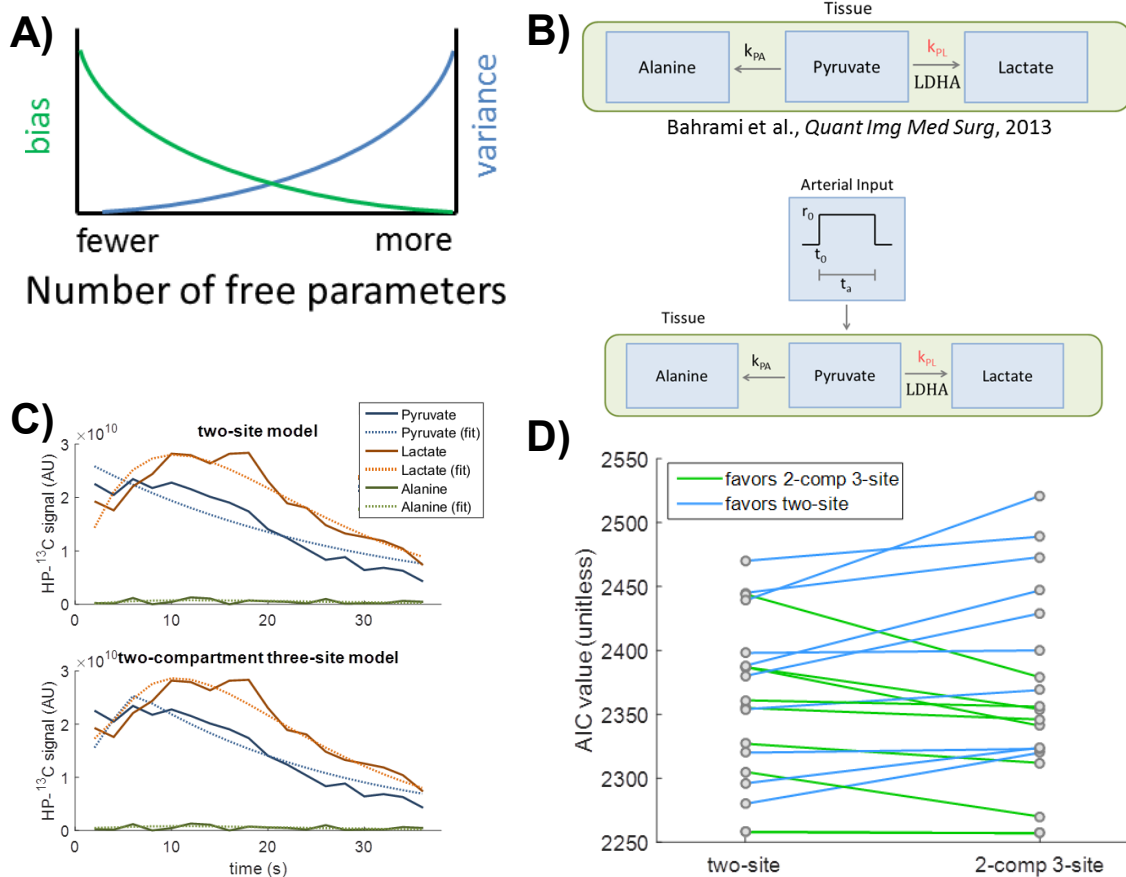 A)
bias
variance
fewer
more
Number of free parameters
B)
Tissue
Alanine
kPA
Pyruvate
kPL
LDHA
Lactate
Bahrami et al., Quant Img Med Surg, 2013
Arterial Input
r0
t0
ta
Tissue
Alanine
kPA
Pyruvate
kPL
LDHA
Lactate
C)
×10^10
two-site model
Pyruvate
Pyruvate (fit)
Lactate
Lactate (fit)
Alanine
Alanine (fit)
HP-13C signal (AU)
3
2
1
0
0 10 20 30
×10^10
two-compartment three-site model
HP-13C signal (AU)
3
2
1
0
0 10 20 30
time (s)
D)
favors 2-comp 3-site
favors two-site
AIC value (unitless)
2550
2500
2450
2400
2350
2300
2250
two-site
2-comp 3-site